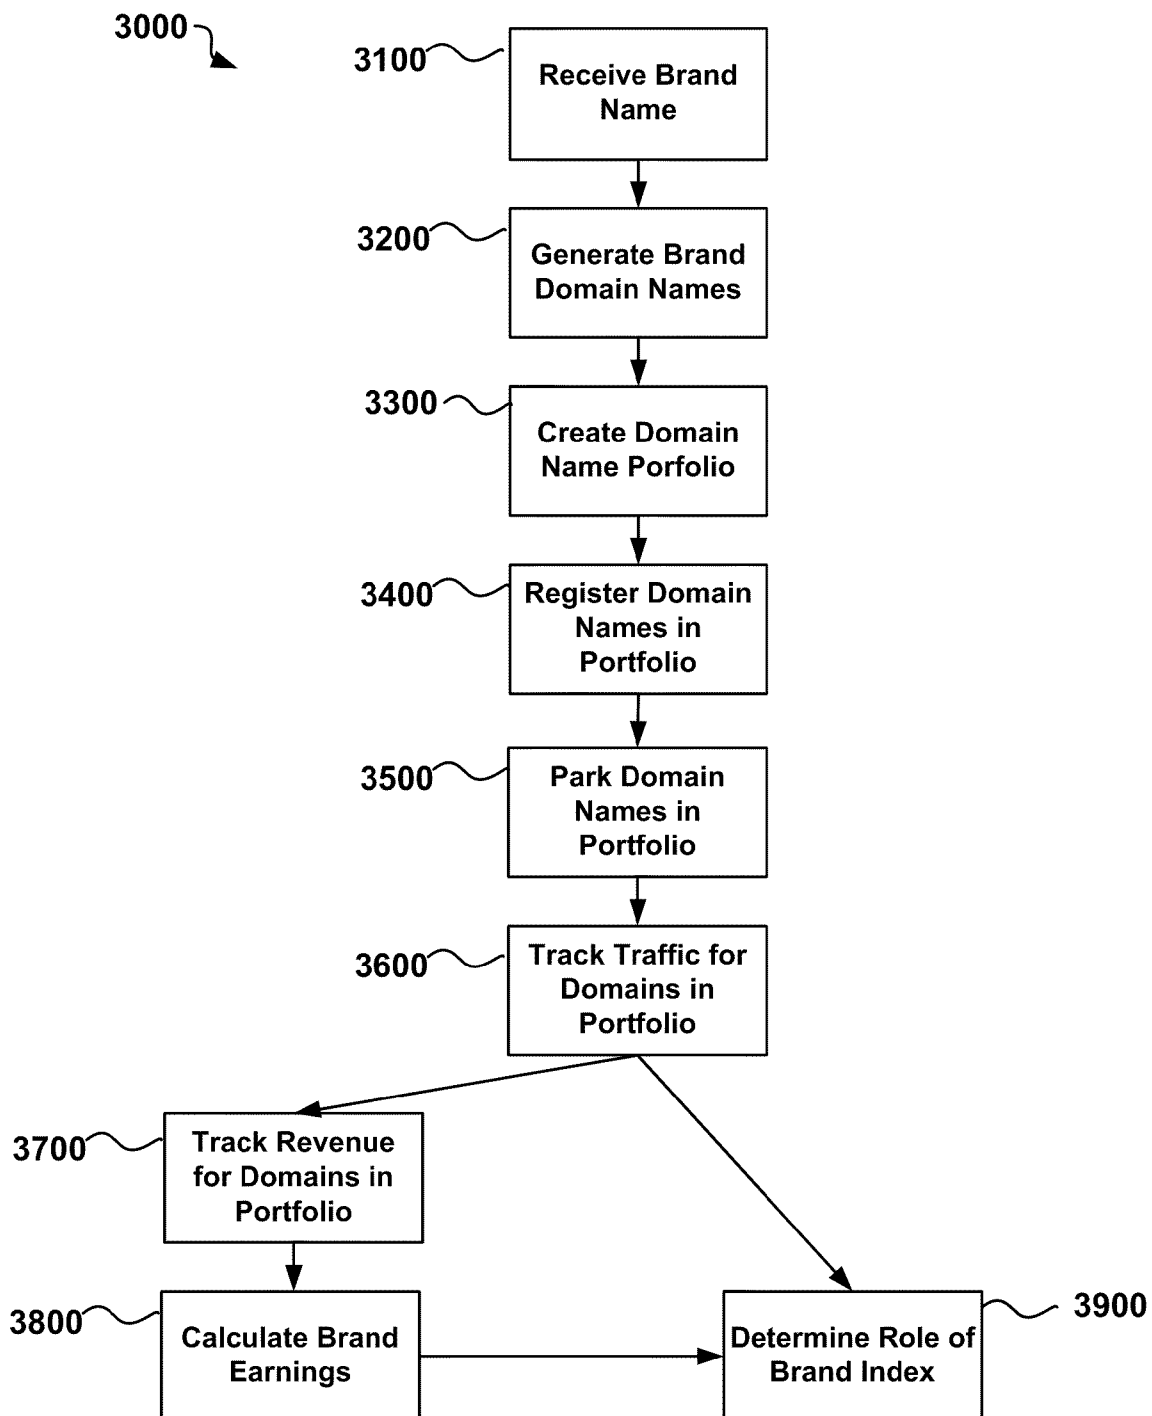 3000
3100
Receive Brand
Name
3200
Generate Brand
Domain Names
3300
Create Domain
Name Porfolio
3400
Register Domain
Names in
Portfolio
3500
Park Domain
Names in
Portfolio
3600
Track Traffic for
Domains in
Portfolio
3700
Track Revenue
for Domains in
Portfolio
3800
Calculate Brand
Earnings
3900
Determine Role of
Brand Index